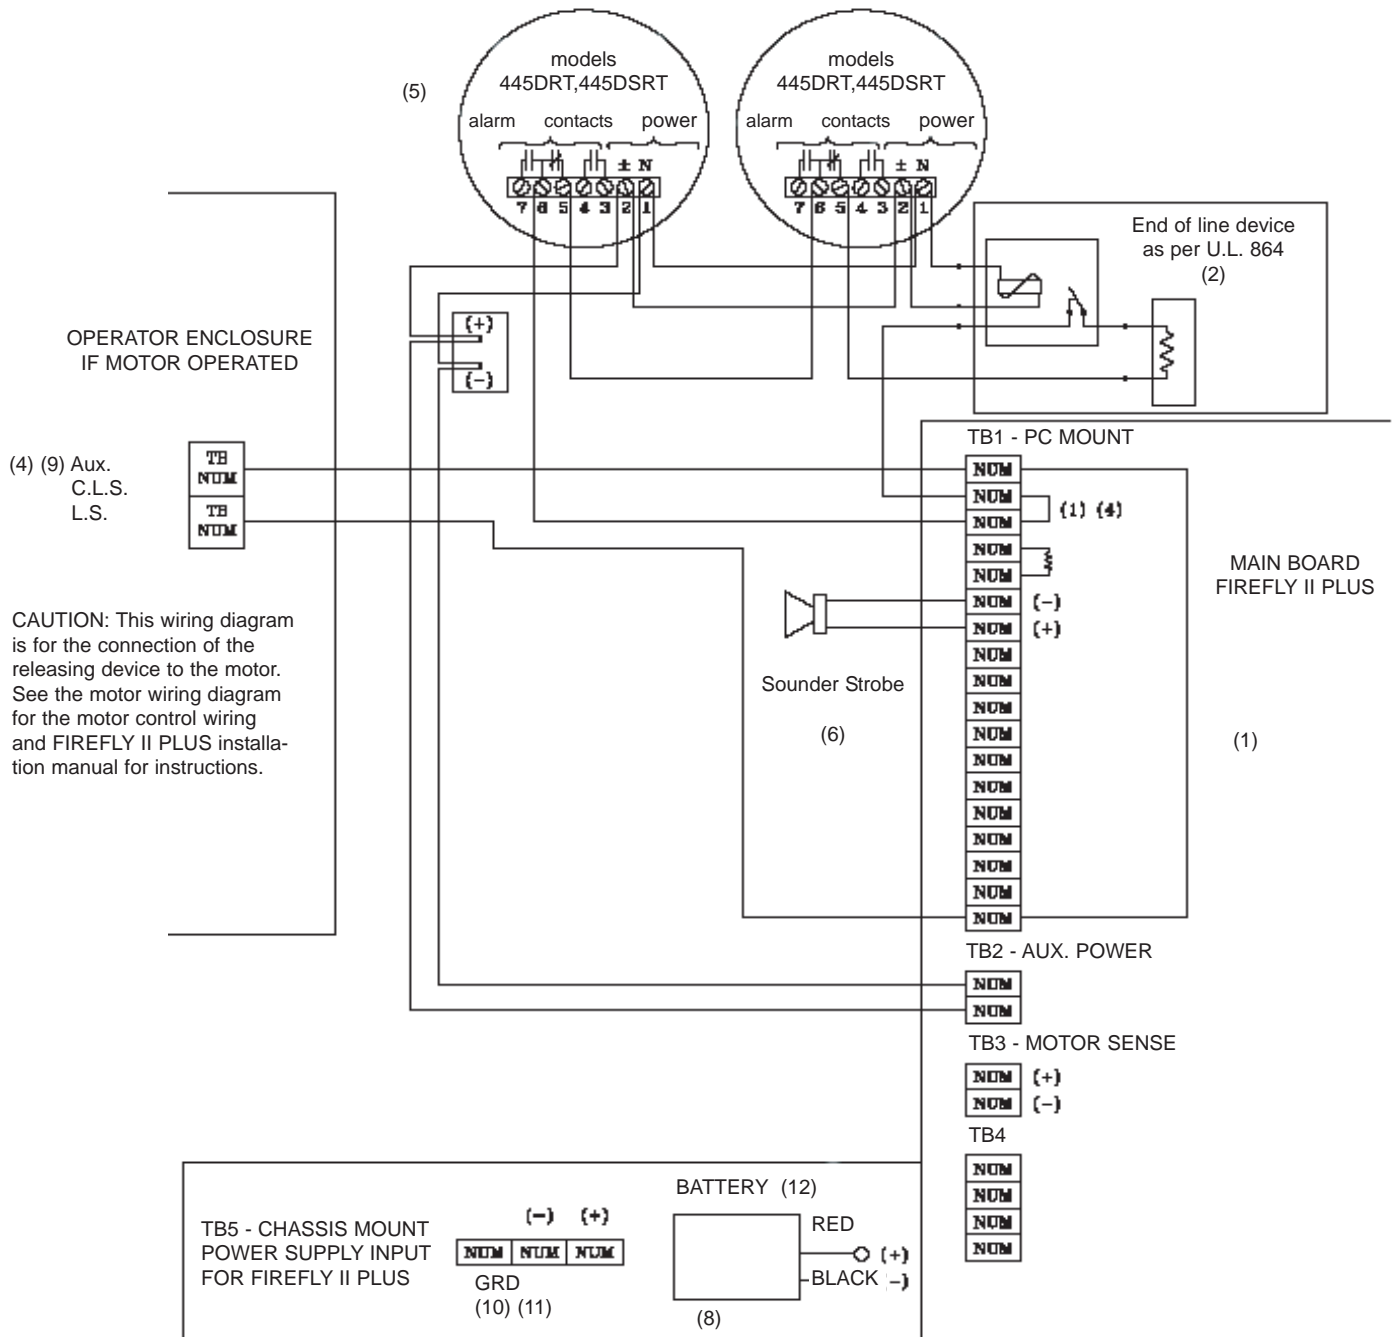 models
445DRT,445DSRT
alarm contacts power
± N
7 6 5 4 3 2 1
(5)
models
445DRT,445DSRT
alarm contacts power
± N
7 6 5 4 3 2 1
End of line device
as per U.L. 864
(2)
(+)
(-)
OPERATOR ENCLOSURE
IF MOTOR OPERATED
(4) (9) Aux.
C.L.S.
L.S.
TB
NUM
TB
NUM
CAUTION: This wiring diagram
is for the connection of the
releasing device to the motor.
See the motor wiring diagram
for the motor control wiring
and FIREFLY II PLUS installa-
tion manual for instructions.
TB1 - PC MOUNT
NUM
NUM
NUM
(1) (4)
NUM
NUM
NUM (-)
NUM (+)
NUM
NUM
NUM
NUM
NUM
NUM
NUM
NUM
NUM
NUM
NUM
MAIN BOARD
FIREFLY II PLUS
(1)
Sounder Strobe
(6)
TB2 - AUX. POWER
NUM
NUM
TB3 - MOTOR SENSE
NUM (+)
NUM (-)
TB4
NUM
NUM
NUM
NUM
TB5 - CHASSIS MOUNT
POWER SUPPLY INPUT
FOR FIREFLY II PLUS
(-) (+)
NUM NUM NUM
GRD
(10) (11)
BATTERY (12)
RED
(+)
BLACK -)
(8)